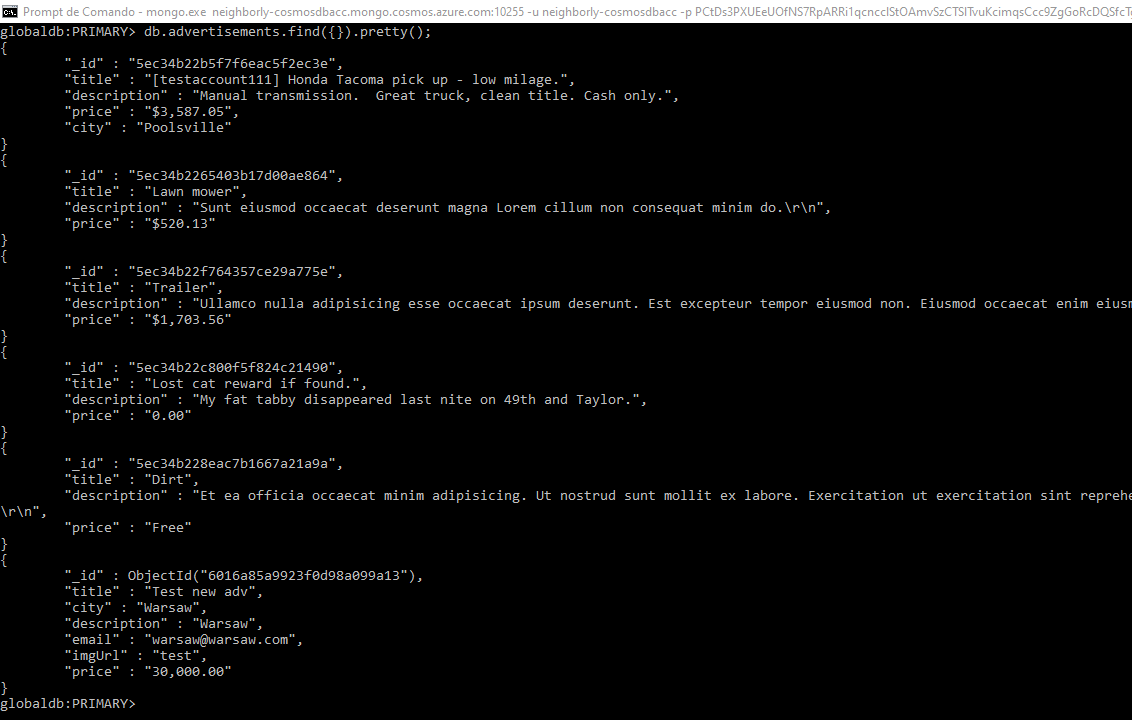 Prompt de Comando - mongo.exe neighborly-cosmosdbacc.mongo.cosmos.azure.com:10255 -u neighborly-cosmosdbacc -p
globaldb:PRIMARY> db.advertisements.find({}).pretty();
{
"_id" : "5ec34b22b5f7f6eac5f2ec3e",
"title" : "[testaccount111] Honda Tacoma pick up - low milage.",
"description" : "Manual transmission.  Great truck, clean title. Cash only.",
"price" : "$3,587.05",
"city" : "Poolsville"
}
{
"_id" : "5ec34b2265403b17d00ae864",
"title" : "Lawn mower",
"description" : "Sunt eiusmod occaecat deserunt magna Lorem cillum non consequat minim do.\r\n",
"price" : "$520.13"
}
{
"_id" : "5ec34b22f764357ce29a775e",
"title" : "Trailer",
"description" : "Ullamco nulla adipisicing esse occaecat ipsum deserunt. Est excepteur tempor eiusmod non. Eiusmod occaecat enim eiusm
"price" : "$1,703.56"
}
{
"_id" : "5ec34b22c800f5f824c21490",
"title" : "Lost cat reward if found.",
"description" : "My fat tabby disappeared last nite on 49th and Taylor.",
"price" : "0.00"
}
{
"_id" : "5ec34b228eac7b1667a21a9a",
"title" : "Dirt",
"description" : "Et ea officia occaecat minim adipisicing. Ut nostrud sunt mollit ex labore. Exercitation ut exercitation sint reprehe
\r\n",
"price" : "Free"
}
{
"_id" : ObjectId("6016a85a9923f0d98a099a13"),
"title" : "Test new adv",
"city" : "Warsaw",
"description" : "Warsaw",
"email" : "warsaw@warsaw.com",
"imgUrl" : "test",
"price" : "30,000.00"
}
globaldb:PRIMARY>